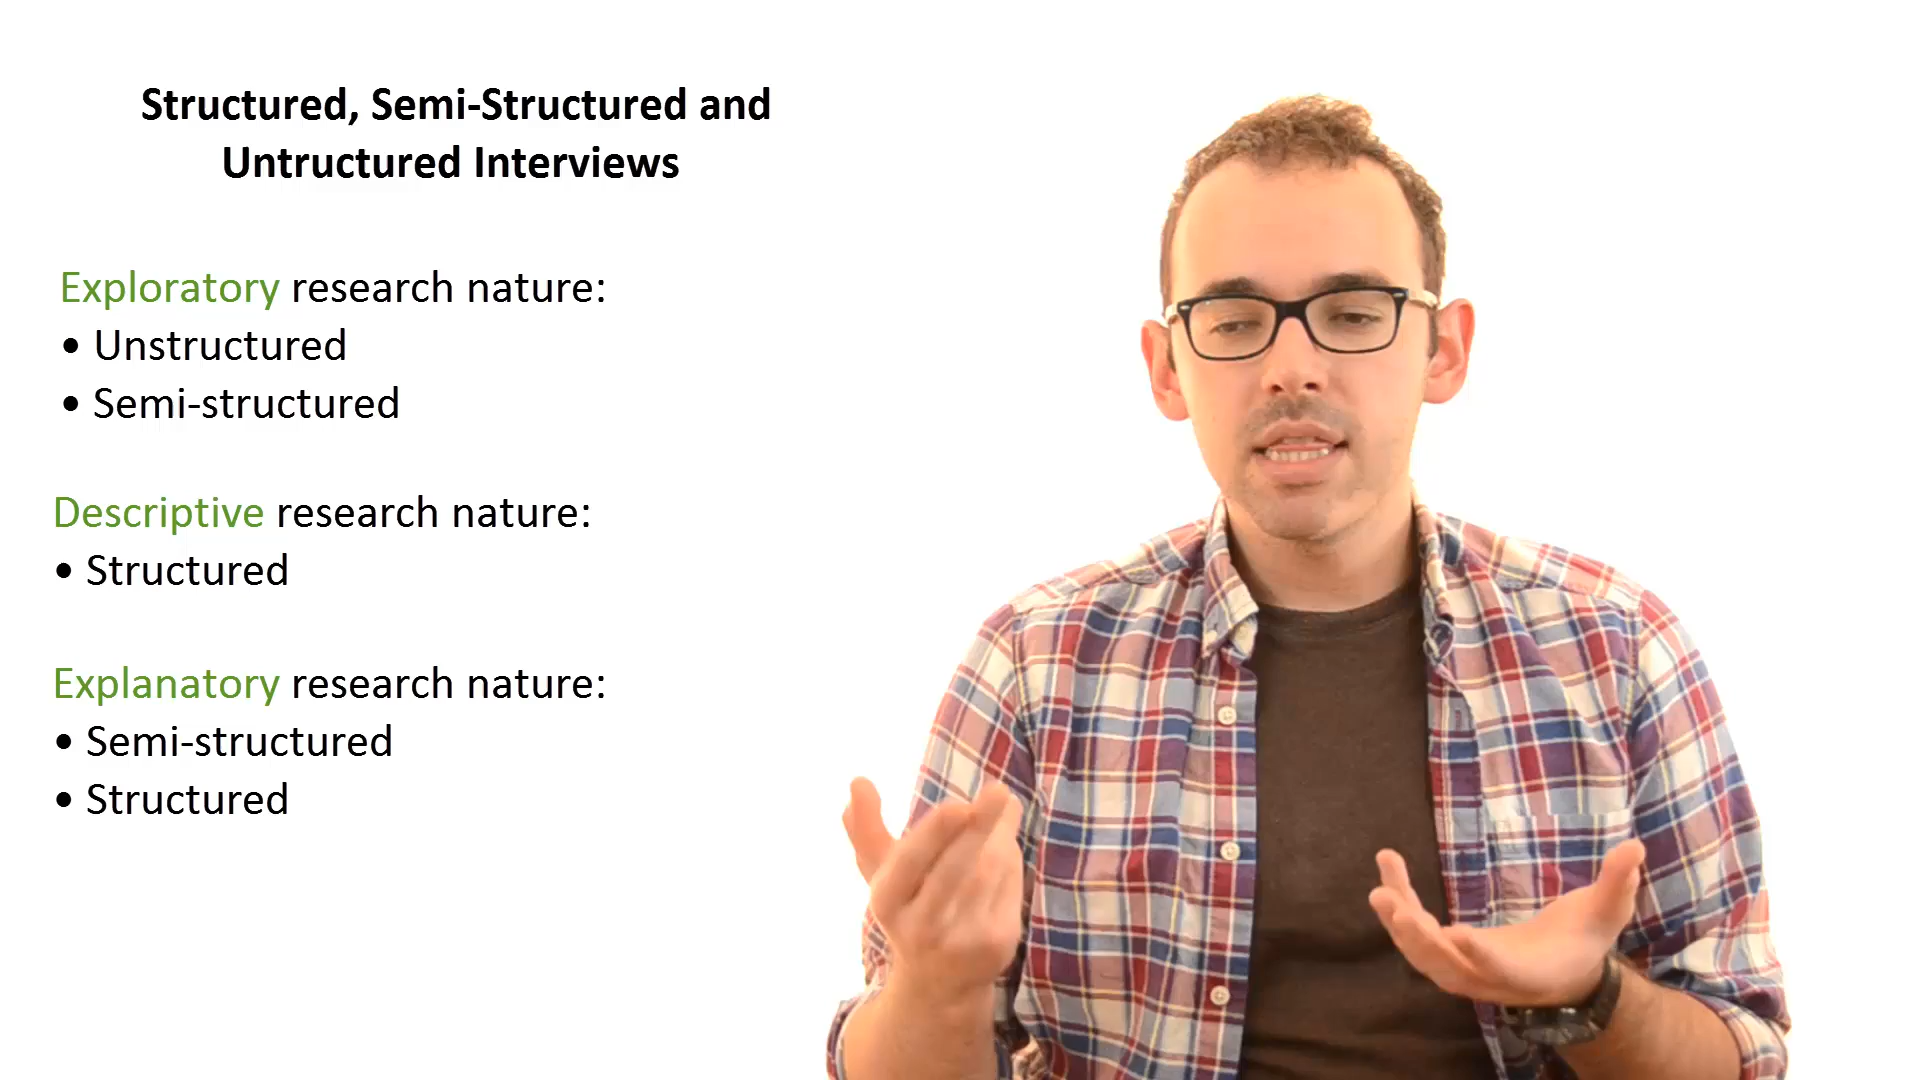 Structured, Semi-Structured and
Untructured Interviews
Exploratory research nature:
• Unstructured
• Semi-structured
Descriptive research nature:
• Structured
Explanatory research nature:
• Semi-structured
• Structured